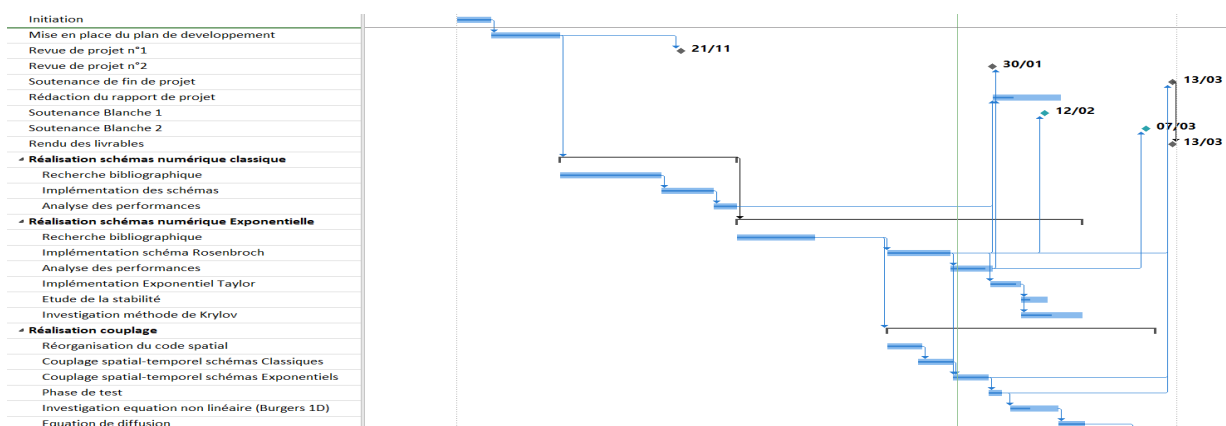 Initiation
Mise en place du plan de developpement
Revue de projet n°1
21/11
Revue de projet n°2
30/01
Soutenance de fin de projet
13/03
Rédaction du rapport de projet
Soutenance Blanche 1
12/02
Soutenance Blanche 2
07/03
Rendu des livrables
13/03
Réalisation schémas numérique classique
Recherche bibliographique
Implémentation des schémas
Analyse des performances
Réalisation schémas numérique Exponentielle
Recherche bibliographique
Implémentation schéma Rosenbroch
Analyse des performances
Implémentation Exponentiel Taylor
Etude de la stabilité
Investigation méthode de Krylov
Réalisation couplage
Réorganisation du code spatial
Couplage spatial-temporel schémas Classiques
Couplage spatial-temporel schémas Exponentiels
Phase de test
Investigation equation non linéaire (Burgers 1D)
Equation de diffusion